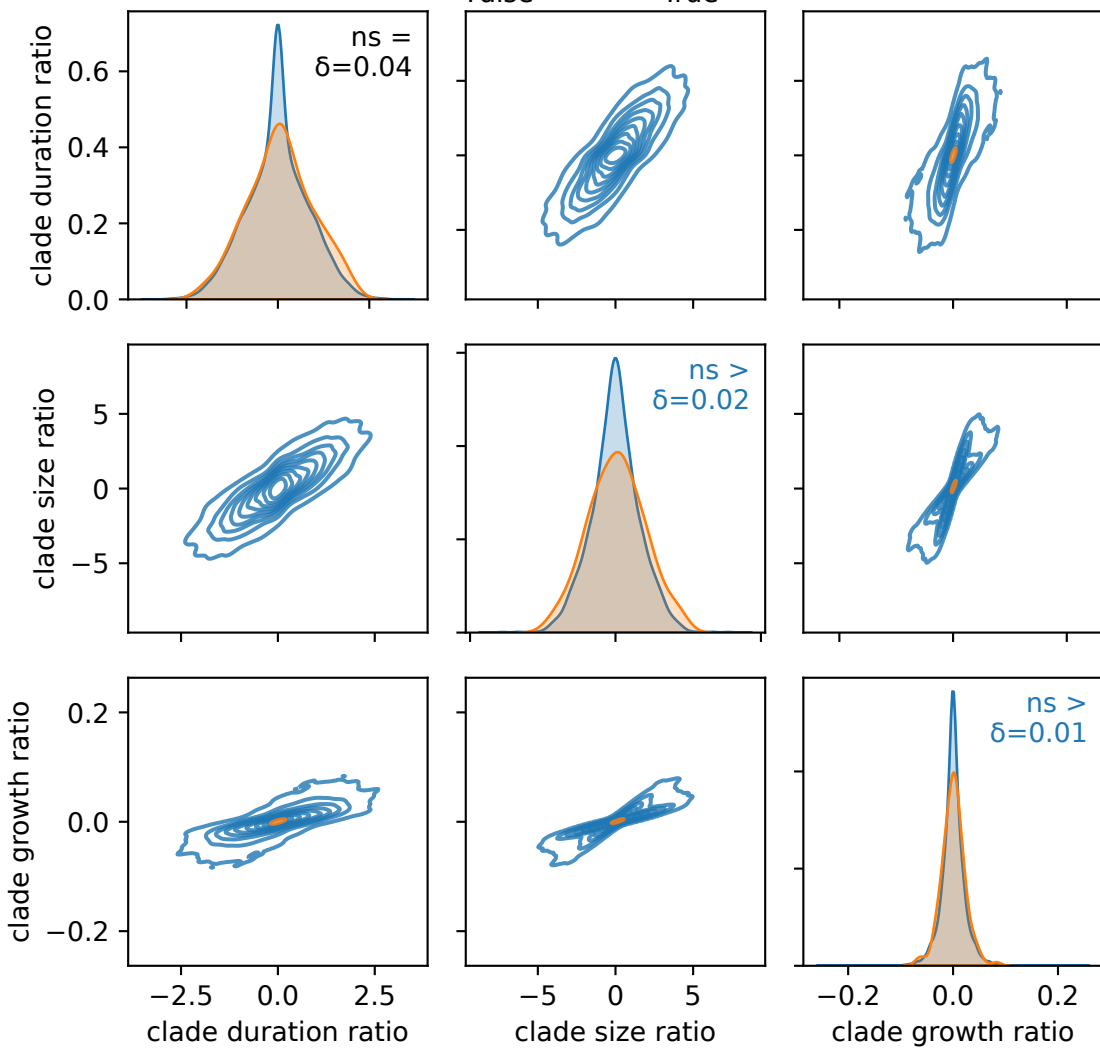 ns =
δ=0.04
clade duration ratio
0.6
0.4
0.2
0.0
ns >
δ=0.02
clade size ratio
5
0
−5
ns >
δ=0.01
clade growth ratio
0.2
0.0
−0.2
−2.5 0.0 2.5
−5 0 5
−0.2 0.0 0.2
clade duration ratio
clade size ratio
clade growth ratio